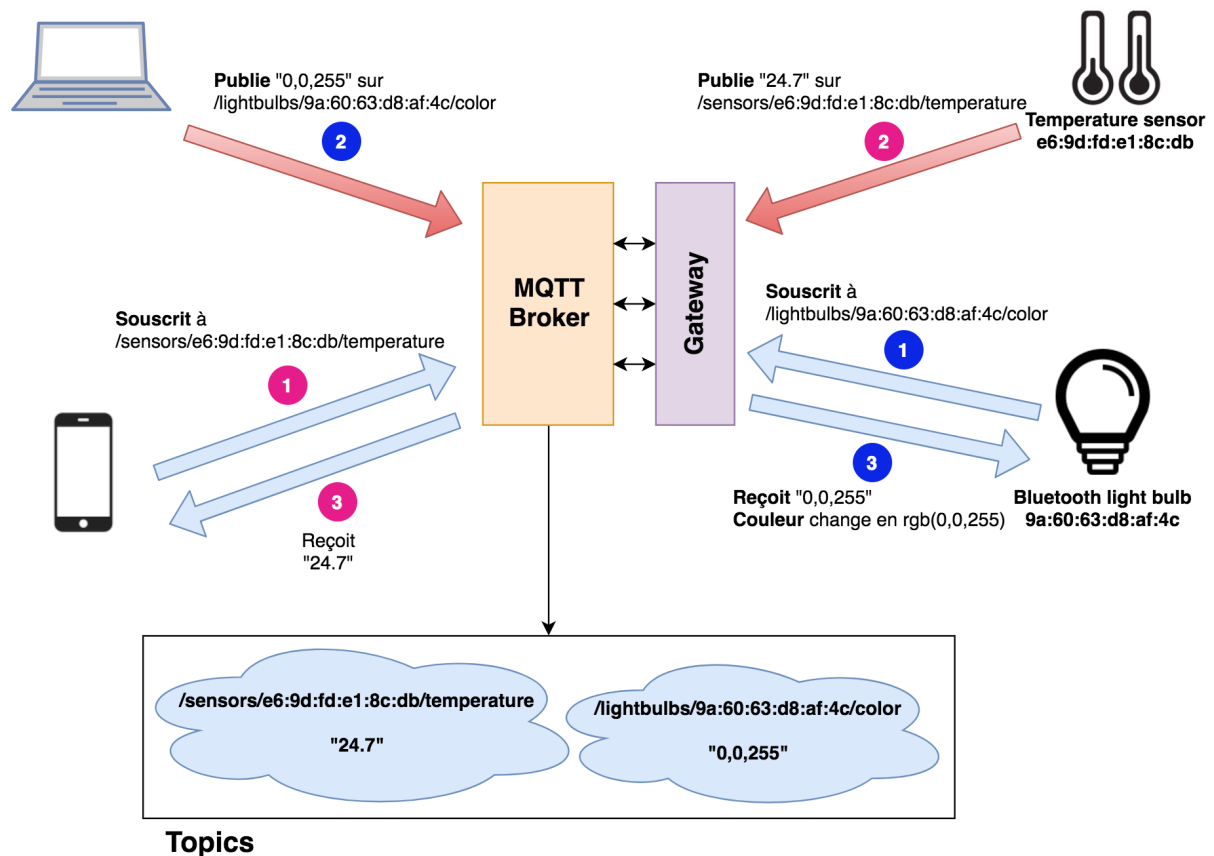 Publie "0,0,255" sur
/lightbulbs/9a:60:63:d8:af:4c/color
2
Publie "24.7" sur
/sensors/e6:9d:fd:e1:8c:db/temperature
2
Temperature sensor
e6:9d:fd:e1:8c:db
MQTT
Broker
Gateway
Souscrit à
/sensors/e6:9d:fd:e1:8c:db/temperature
1
Souscrit à
/lightbulbs/9a:60:63:d8:af:4c/color
1
3
Reçoit
"24.7"
3
Reçoit "0,0,255"
Couleur change en rgb(0,0,255)
Bluetooth light bulb
9a:60:63:d8:af:4c
/sensors/e6:9d:fd:e1:8c:db/temperature
"24.7"
/lightbulbs/9a:60:63:d8:af:4c/color
"0,0,255"
Topics